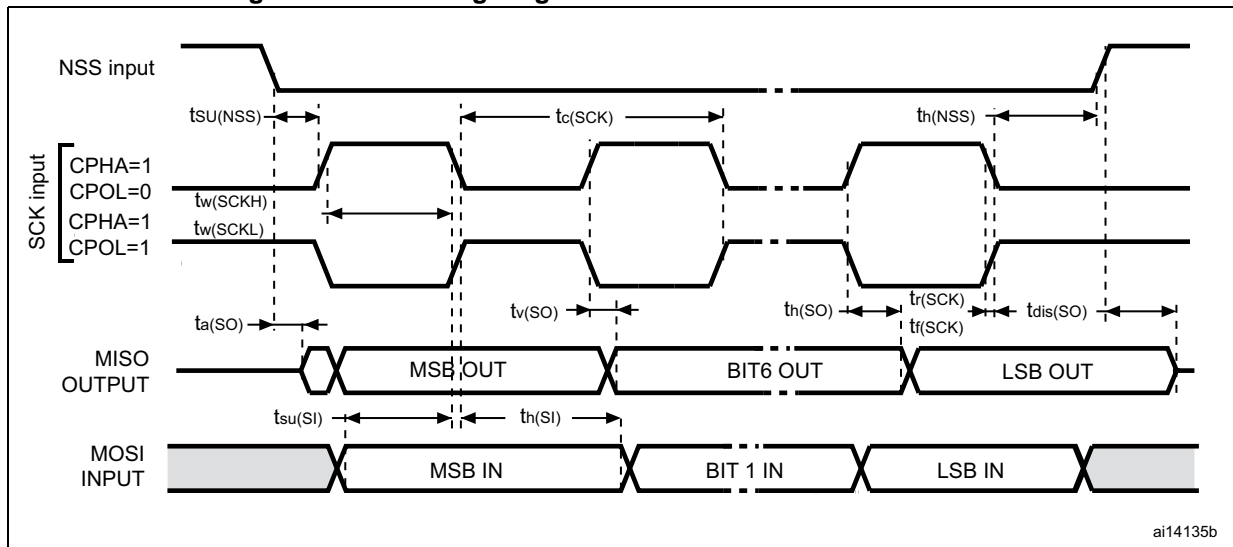 NSS input
tSU(NSS)
tc(SCK)
th(NSS)
SCK input
CPHA=1
CPOL=0
tw(SCKH)
CPHA=1
tw(SCKL)
CPOL=1
ta(SO)
tv(SO)
th(SO)
tr(SCK)
tf(SCK)
tdis(SO)
MISO
OUTPUT
MSB OUT
BIT6 OUT
LSB OUT
tsu(SI)
th(SI)
MOSI
INPUT
MSB IN
BIT 1 IN
LSB IN
ai14135b